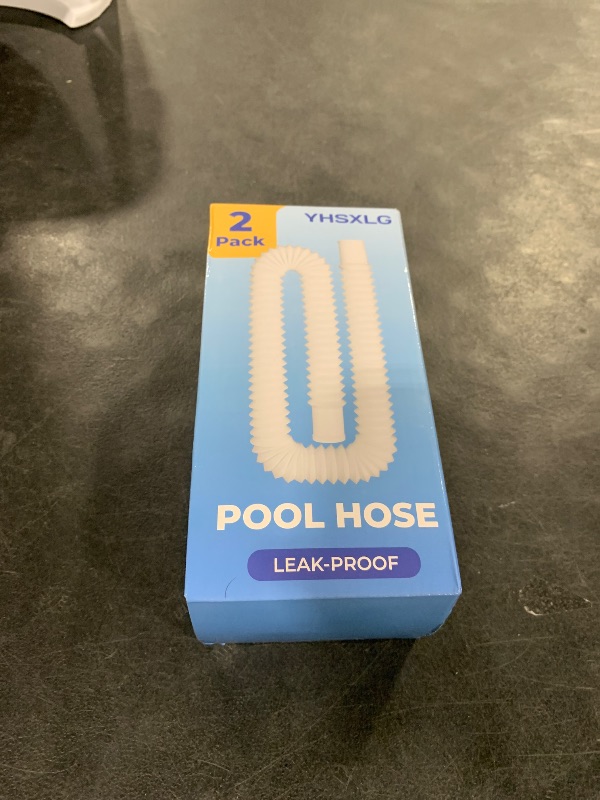 2
Pack
YHSXLG
POOL HOSE
LEAK-PROOF